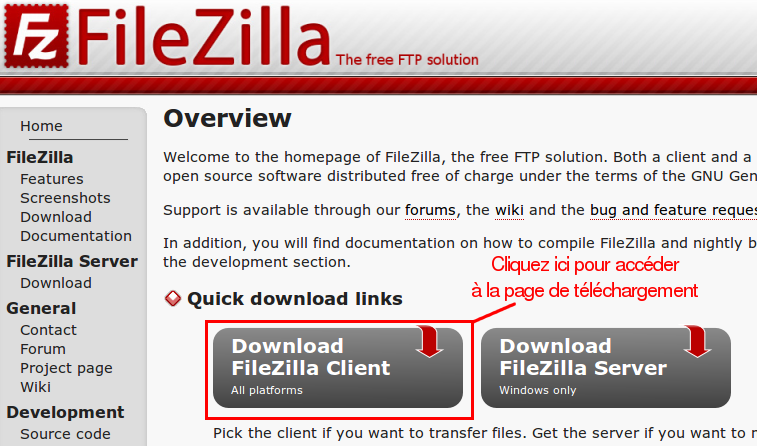 Fz FileZilla The free FTP solution
Home
FileZilla
Features
Screenshots
Download
Documentation
FileZilla Server
Download
General
Contact
Forum
Project page
Wiki
Development
Source code
Overview
Welcome to the homepage of FileZilla, the free FTP solution. Both a client and a
open source software distributed free of charge under the terms of the GNU Gen
Support is available through our forums, the wiki and the bug and feature reques
In addition, you will find documentation on how to compile FileZilla and nightly b
the development section.
Cliquez ici pour accéder
à la page de téléchargement
Quick download links
Download
FileZilla Client
All platforms
Download
FileZilla Server
Windows only
Pick the client if you want to transfer files. Get the server if you want to